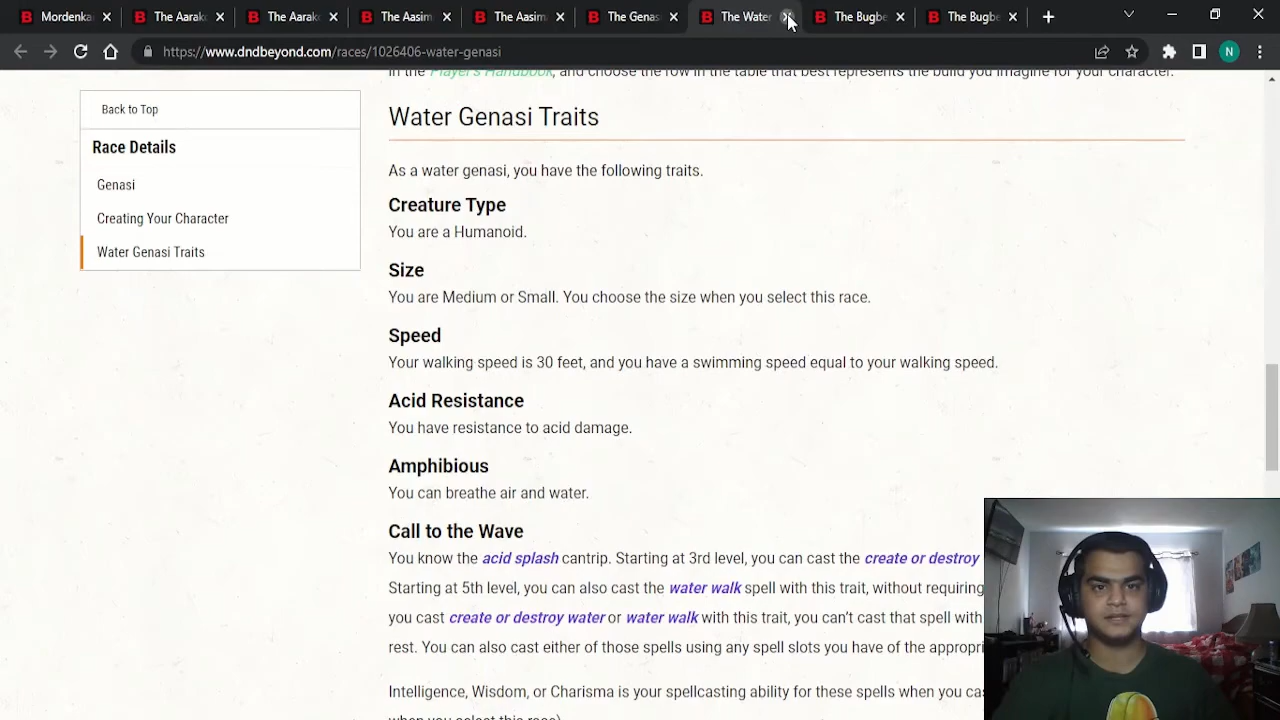 Mordenka
The Aarako
The Aarako
The Aasim
The Aasim
The Genas
The Water
The Bugbe
The Bugbe
https://www.dndbeyond.com/races/1026406-water-genasi
N
in the Player's Handbook, and choose the row in the table that best represents the build you imagine for your character.
Back to Top
Race Details
Genasi
Creating Your Character
Water Genasi Traits
Water Genasi Traits
As a water genasi, you have the following traits.
Creature Type
You are a Humanoid.
Size
You are Medium or Small. You choose the size when you select this race.
Speed
Your walking speed is 30 feet, and you have a swimming speed equal to your walking speed.
Acid Resistance
You have resistance to acid damage.
Amphibious
You can breathe air and water.
Call to the Wave
You know the acid splash cantrip. Starting at 3rd level, you can cast the create or destroy
Starting at 5th level, you can also cast the water walk spell with this trait, without requiring
you cast create or destroy water or water walk with this trait, you can't cast that spell with
rest. You can also cast either of those spells using any spell slots you have of the appropri
Intelligence, Wisdom, or Charisma is your spellcasting ability for these spells when you cas
when you select this race).